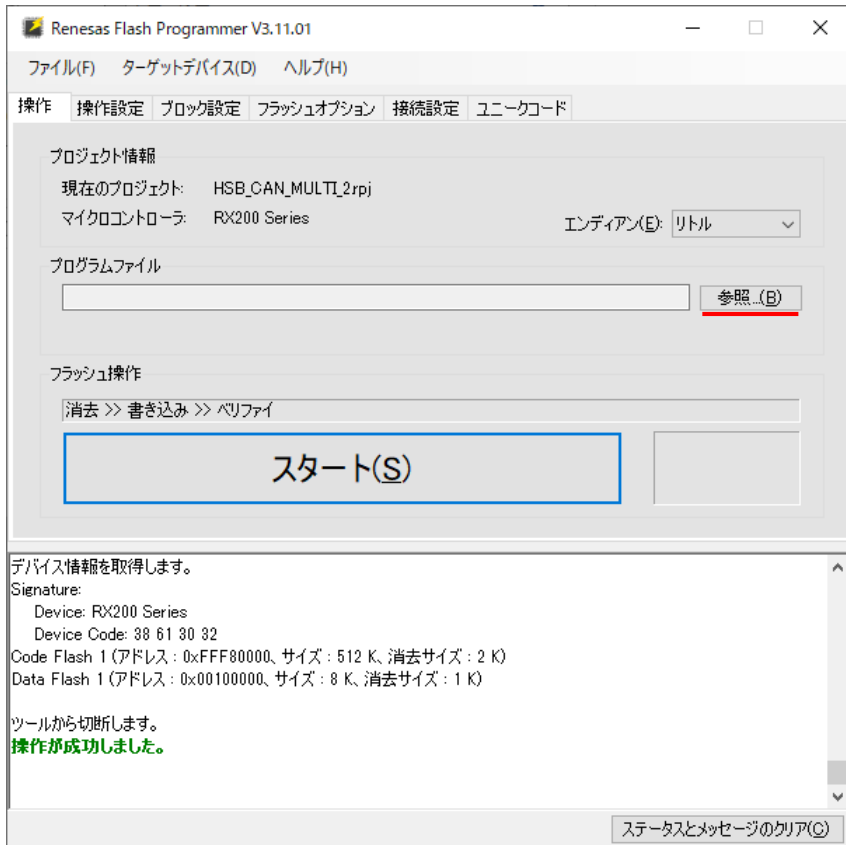 Renesas Flash Programmer V3.11.01
ファイル(F) ターゲットデバイス(D) ヘルプ(H)
操作 操作設定 ブロック設定 フラッシュオプション 接続設定 ユニークコード
プロジェクト情報
現在のプロジェクト: HSB_CAN_MULTI_2.rpj
マイクロコントローラ: RX200 Series
エンディアン(E): リトル
プログラムファイル
参照...(B)
フラッシュ操作
消去 >> 書き込み >> ベリファイ
スタート(S)
デバイス情報を取得します。
Signature:
Device: RX200 Series
Device Code: 38 61 30 32
Code Flash 1 (アドレス : 0xFFF80000、サイズ : 512 K、消去サイズ : 2 K)
Data Flash 1 (アドレス : 0x00100000、サイズ : 8 K、消去サイズ : 1 K)
ツールから切断します。
操作が成功しました。
ステータスとメッセージのクリア(C)